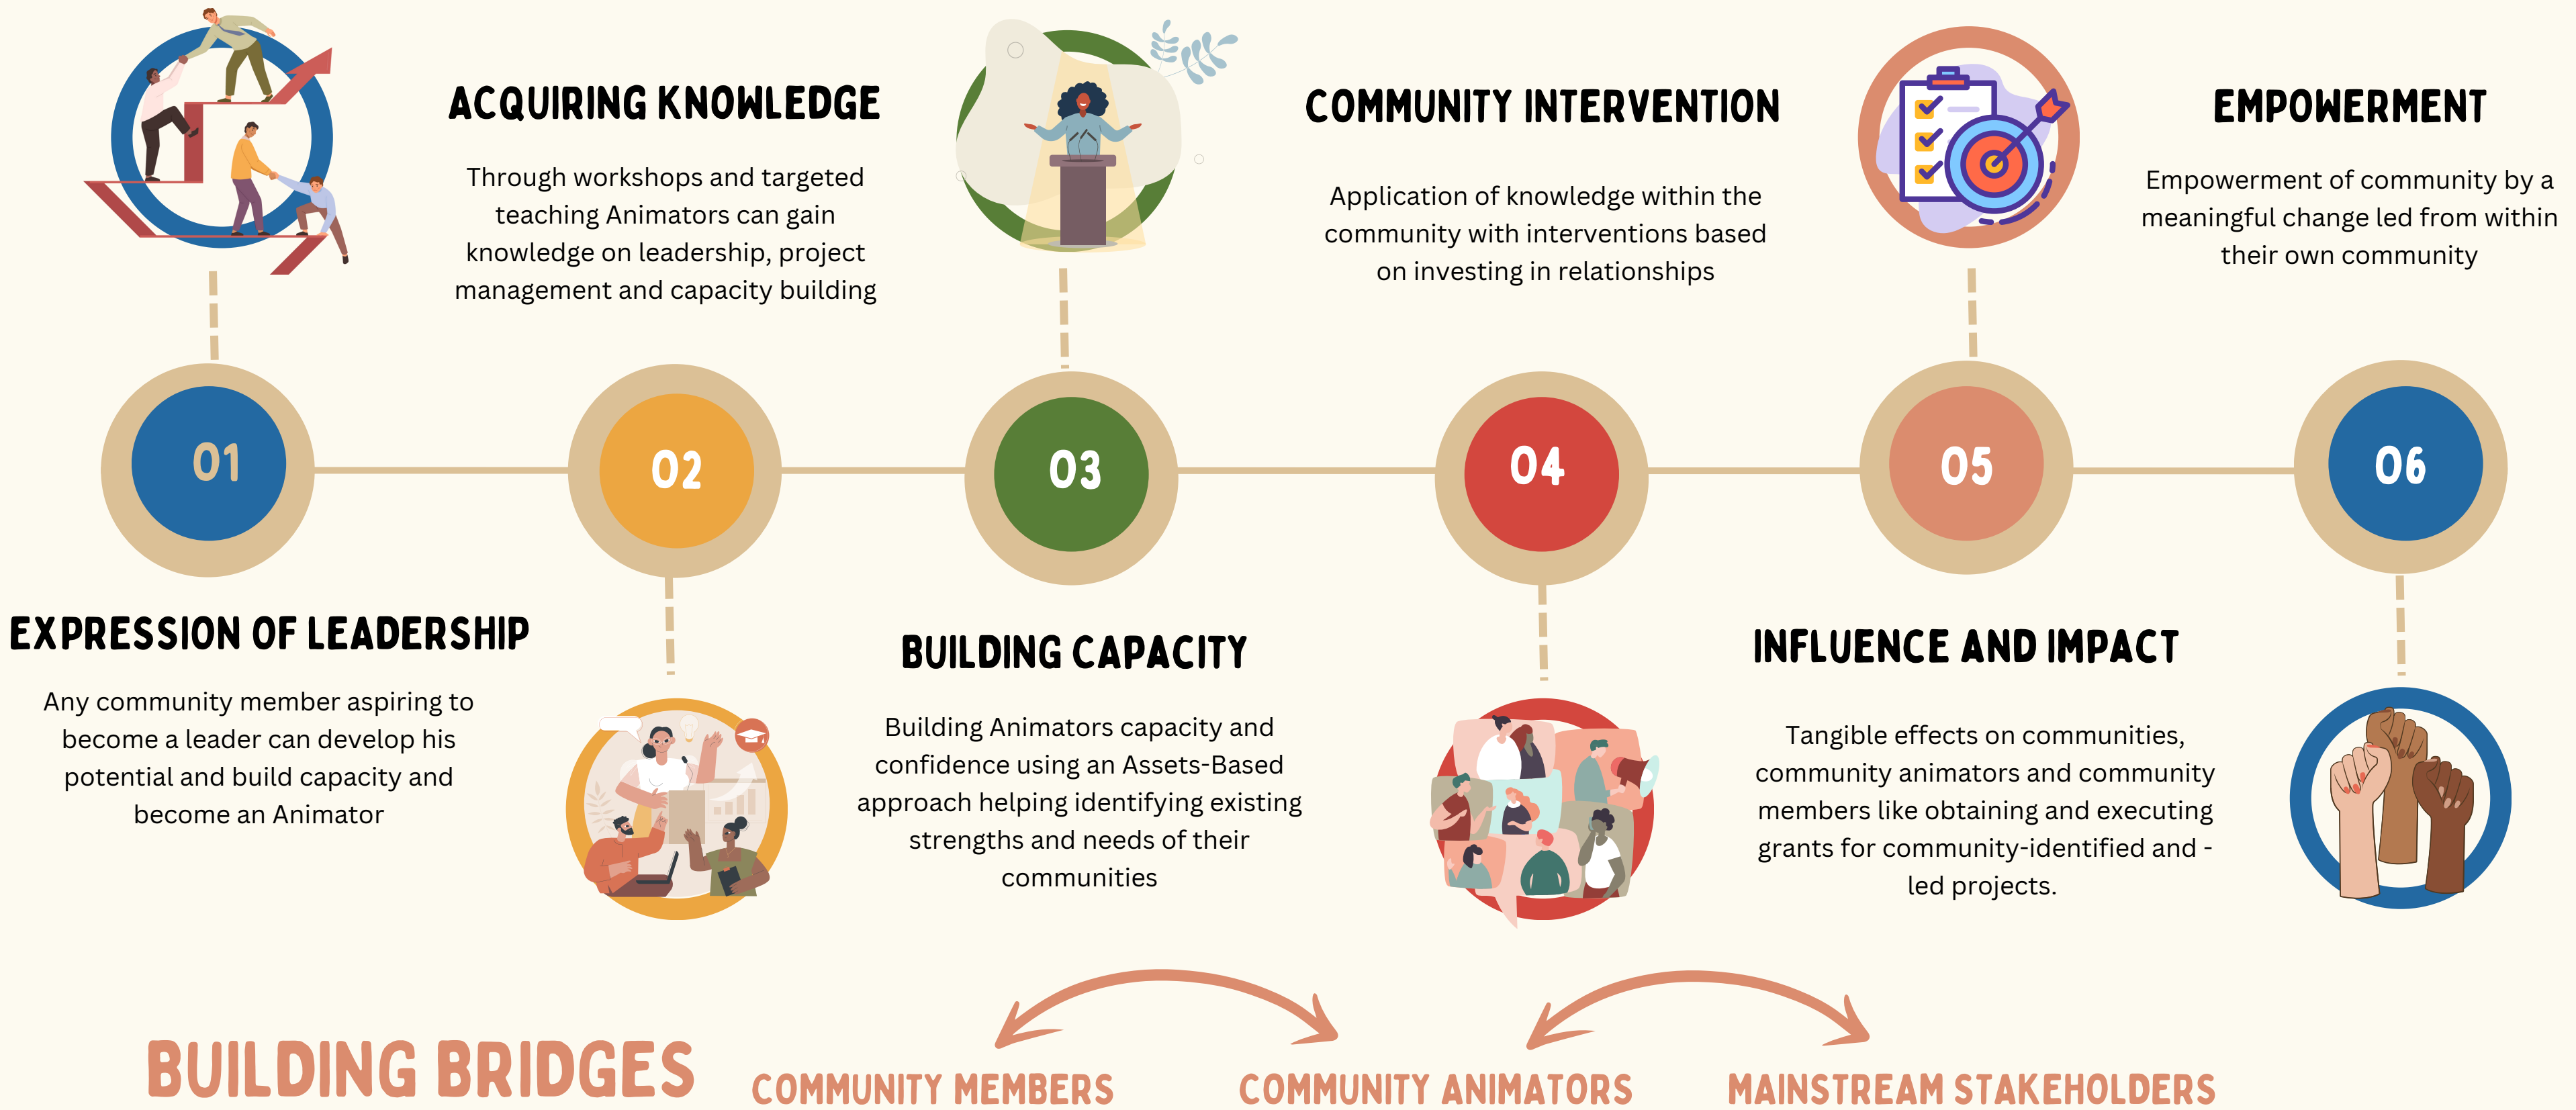 01
EXPRESSION OF LEADERSHIP
Any community member aspiring to
become a leader can develop his
potential and build capacity and
become an Animator
ACQUIRING KNOWLEDGE
Through workshops and targeted
teaching Animators can gain
knowledge on leadership, project
management and capacity building
02
03
BUILDING CAPACITY
Building Animators capacity and
confidence using an Assets-Based
approach helping identifying existing
strengths and needs of their
communities
COMMUNITY INTERVENTION
Application of knowledge within the
community with interventions based
on investing in relationships
04
05
INFLUENCE AND IMPACT
Tangible effects on communities,
community animators and community
members like obtaining and executing
grants for community-identified and -
led projects.
EMPOWERMENT
Empowerment of community by a
meaningful change led from within
their own community
06
BUILDING BRIDGES
COMMUNITY MEMBERS
COMMUNITY ANIMATORS
MAINSTREAM STAKEHOLDERS